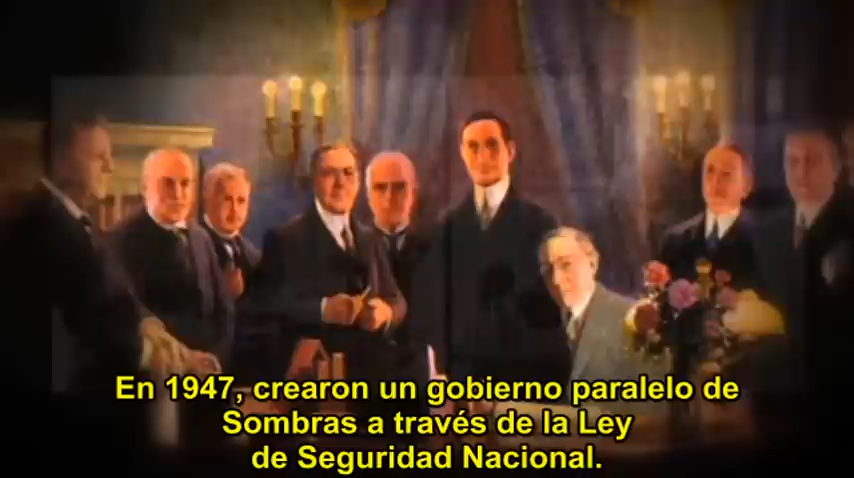 En 1947, crearon un gobierno paralelo de
Sombras a través de la Ley
de Seguridad Nacional.